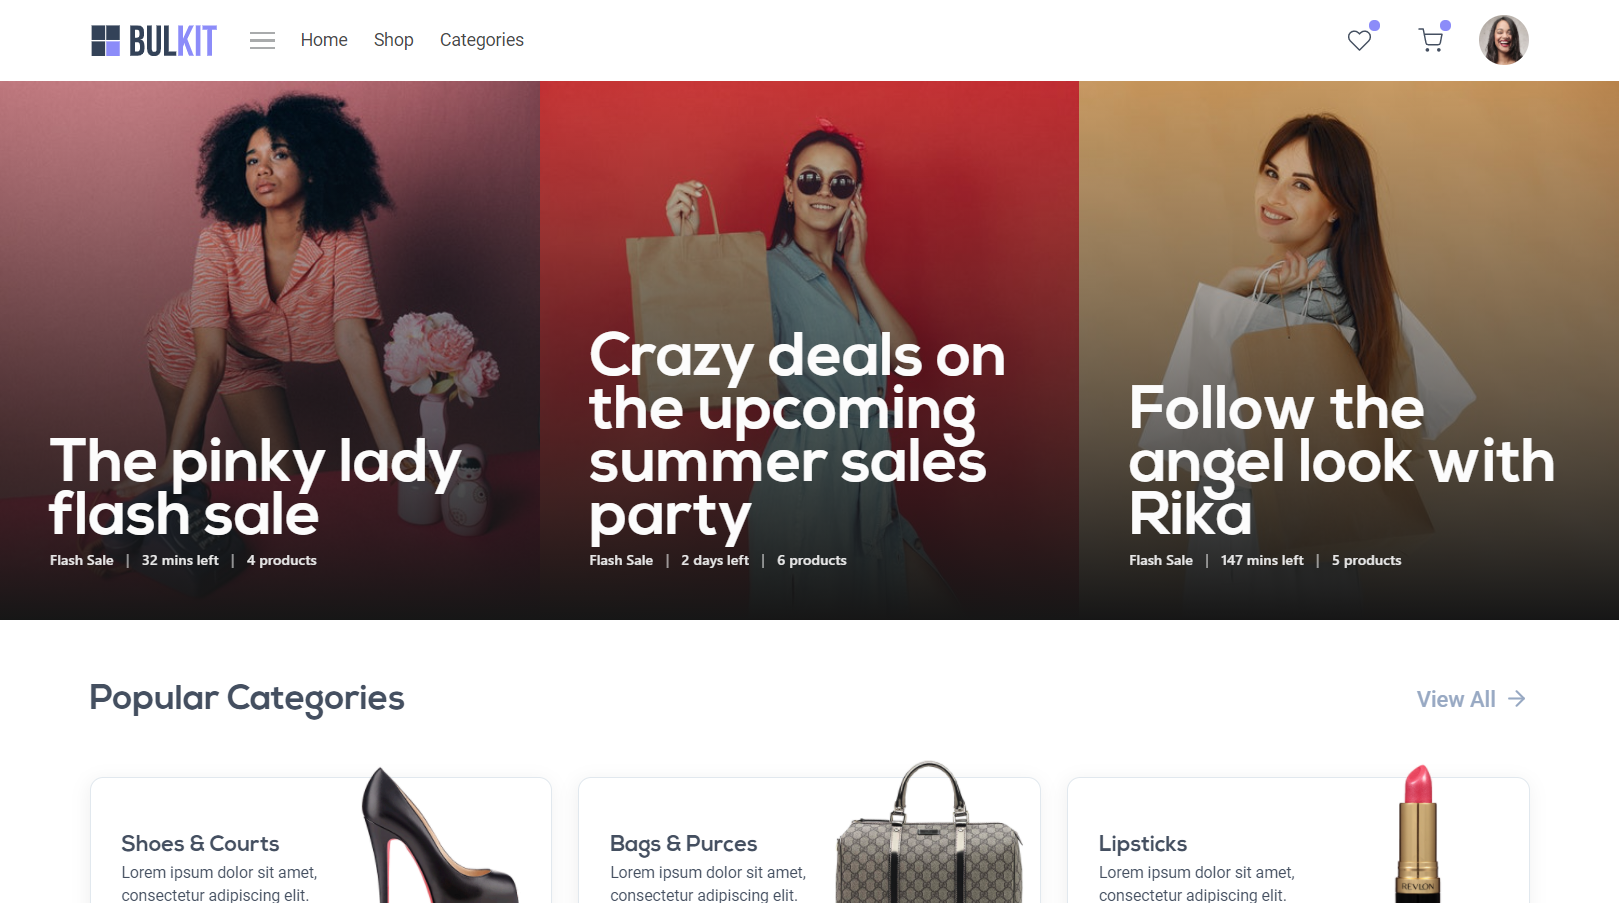 BULKIT
Home
Shop
Categories
The pinky lady
flash sale
Flash Sale | 32 mins left | 4 products
Crazy deals on
the upcoming
summer sales
party
Flash Sale | 2 days left | 6 products
Follow the
angel look with
Rika
Flash Sale | 147 mins left | 5 products
Popular Categories
View All
Shoes & Courts
Lorem ipsum dolor sit amet,
consectetur adipiscing elit.
Bags & Purces
Lorem ipsum dolor sit amet,
consectetur adipiscing elit.
Lipsticks
Lorem ipsum dolor sit amet,
consectetur adipiscing elit.
REVLON